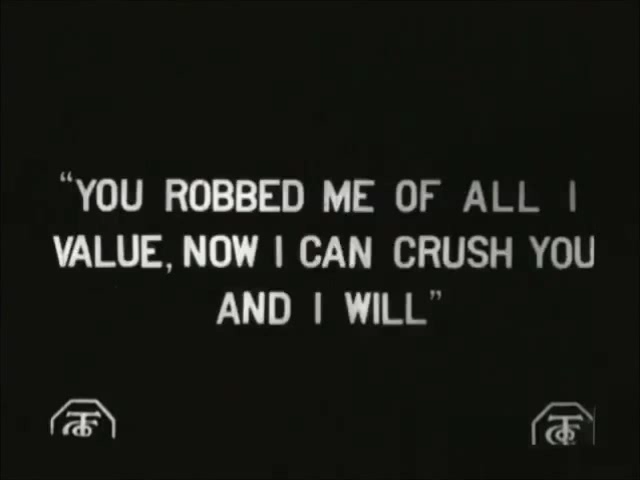 “YOU ROBBED ME OF ALL I
VALUE, NOW I CAN CRUSH YOU
AND I WILL”